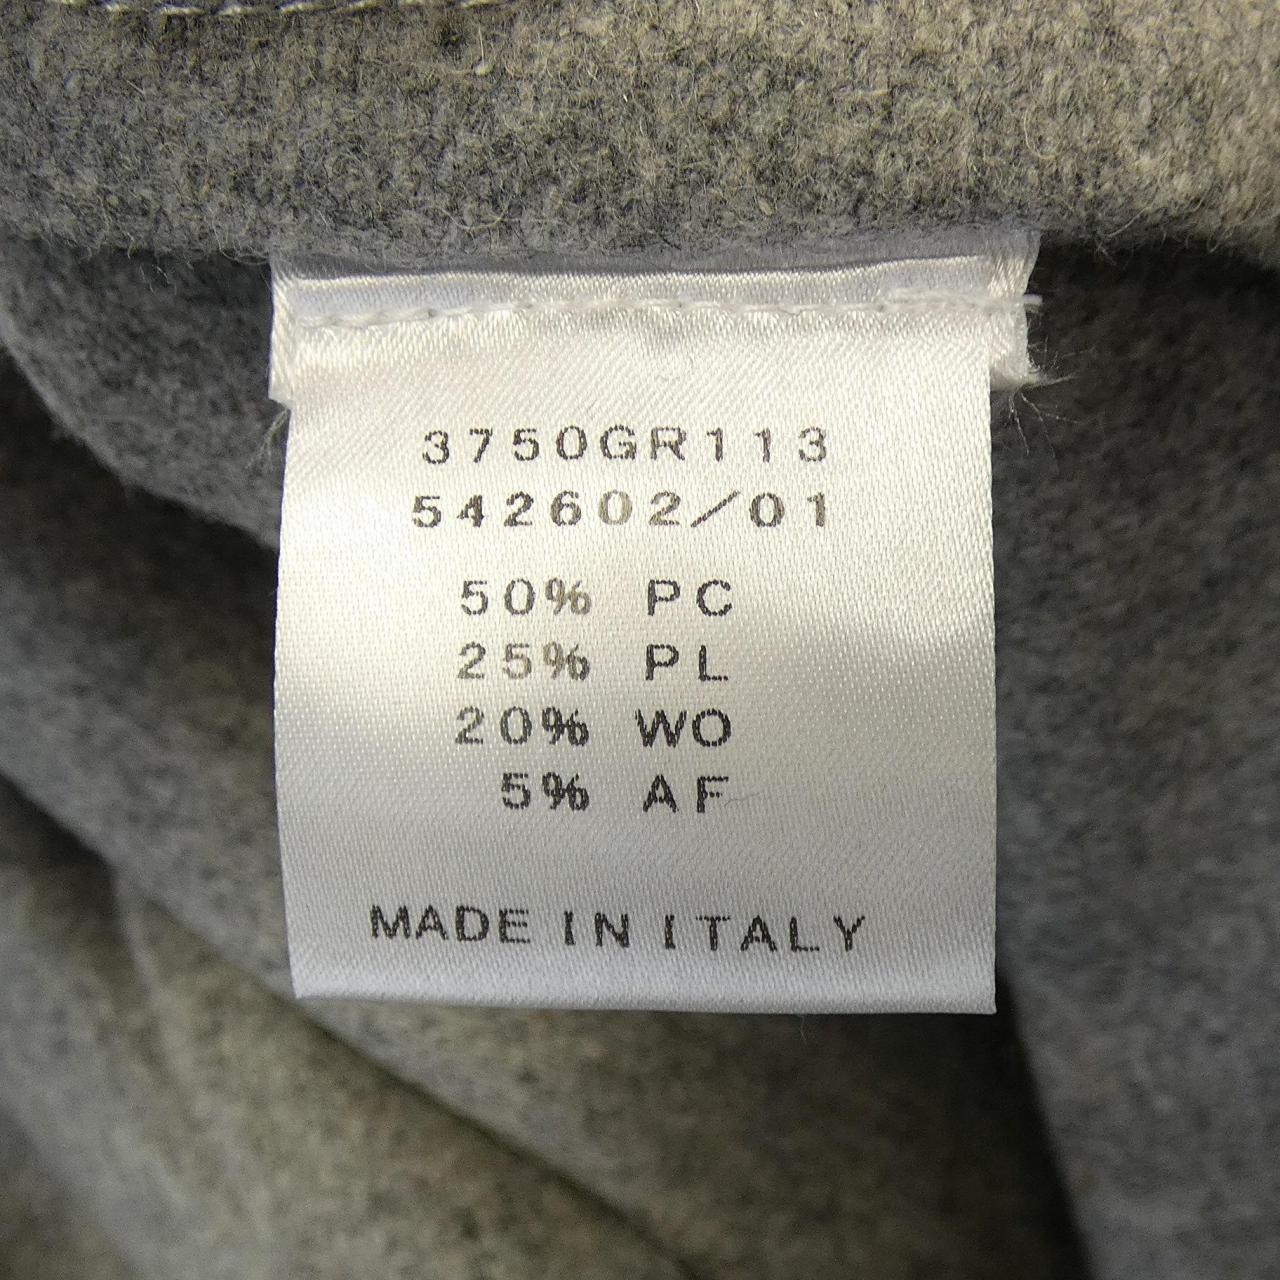 3750GR113
542602/01
50% PC
25% PL
20% WO
5% AF
MADE IN ITALY